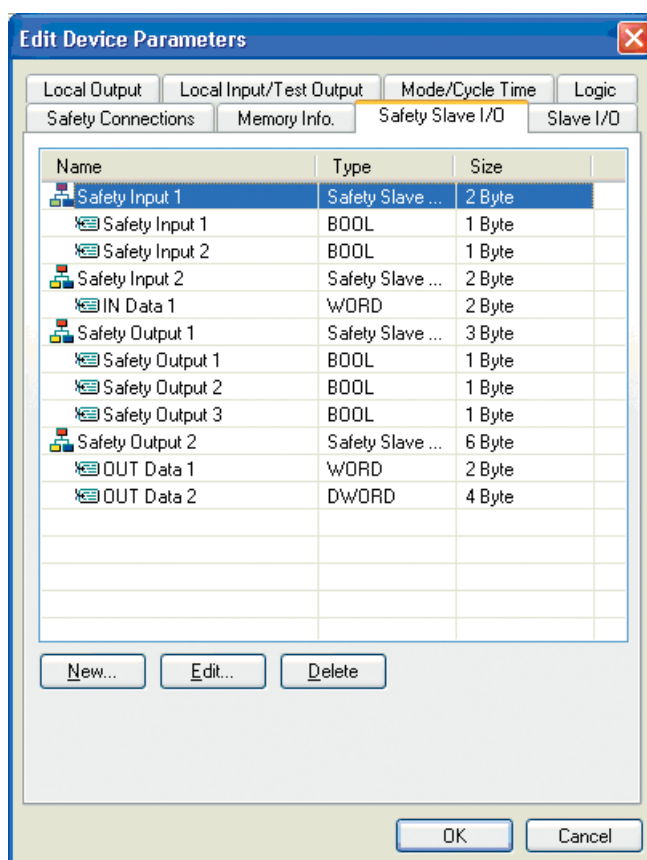 Edit Device Parameters
Local Output Local Input/Test Output Mode/Cycle Time Logic
Safety Connections Memory Info. Safety Slave I/O Slave I/O
Name Type Size
Safety Input 1 Safety Slave ... 2 Byte
Safety Input 1 BOOL 1 Byte
Safety Input 2 BOOL 1 Byte
Safety Input 2 Safety Slave ... 2 Byte
IN Data 1 WORD 2 Byte
Safety Output 1 Safety Slave ... 3 Byte
Safety Output 1 BOOL 1 Byte
Safety Output 2 BOOL 1 Byte
Safety Output 3 BOOL 1 Byte
Safety Output 2 Safety Slave ... 6 Byte
OUT Data 1 WORD 2 Byte
OUT Data 2 DWORD 4 Byte
New... Edit... Delete
OK Cancel